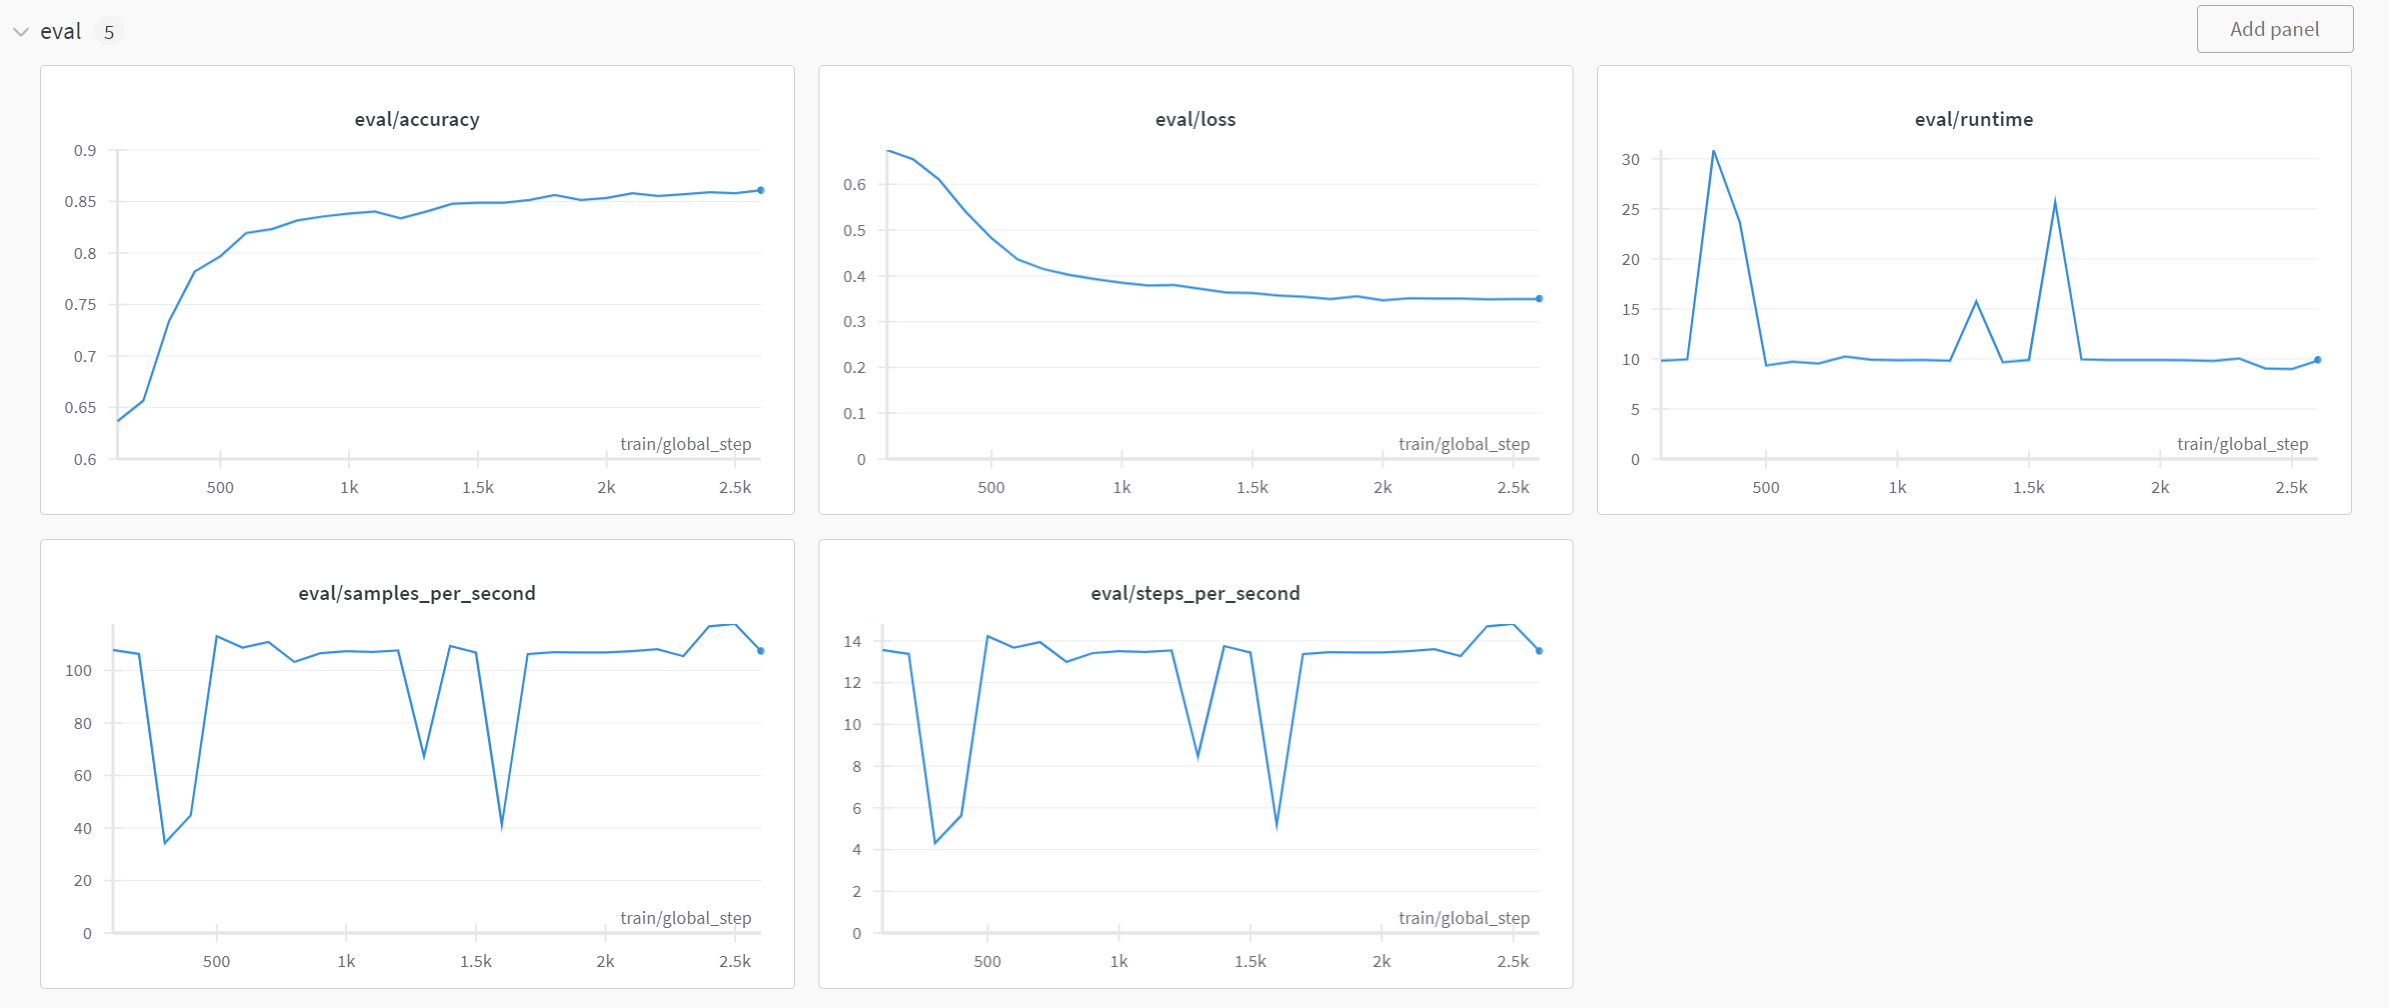 eval 5
Add panel
eval/accuracy
0.9
0.85
0.8
0.75
0.7
0.65
0.6
train/global_step
500 1k 1.5k 2k 2.5k
eval/loss
0.6
0.5
0.4
0.3
0.2
0.1
0
train/global_step
500 1k 1.5k 2k 2.5k
eval/runtime
30
25
20
15
10
5
0
train/global_step
500 1k 1.5k 2k 2.5k
eval/samples_per_second
100
80
60
40
20
0
train/global_step
500 1k 1.5k 2k 2.5k
eval/steps_per_second
14
12
10
8
6
4
2
0
train/global_step
500 1k 1.5k 2k 2.5k